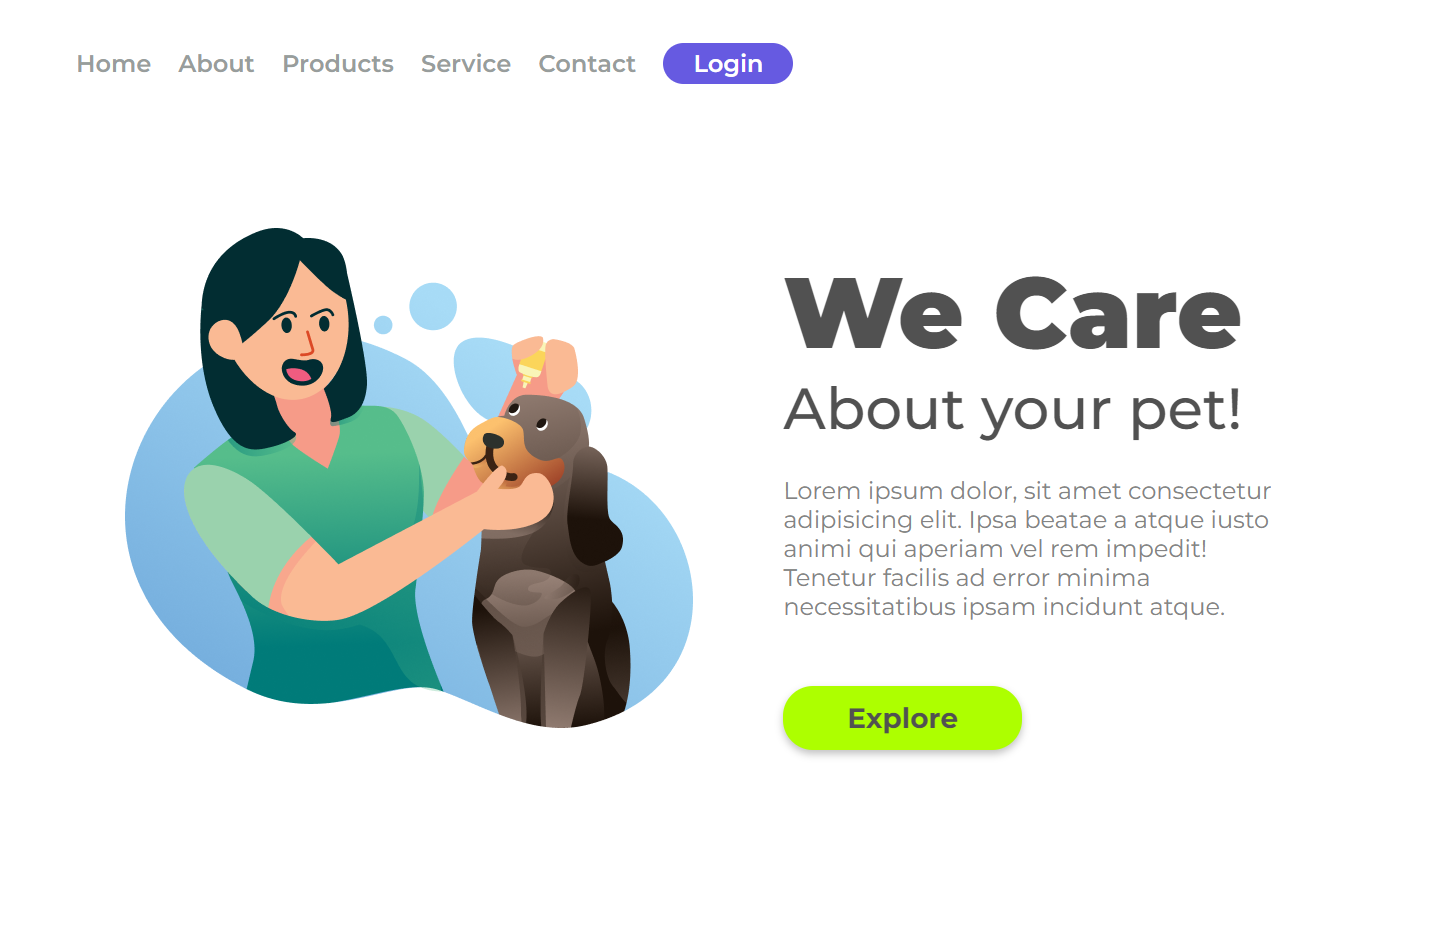 Home About Products Service Contact Login
We Care
About your pet!
Lorem ipsum dolor, sit amet consectetur
adipisicing elit. Ipsa beatae a atque iusto
animi qui aperiam vel rem impedit!
Tenetur facilis ad error minima
necessitatibus ipsam incidunt atque.
Explore